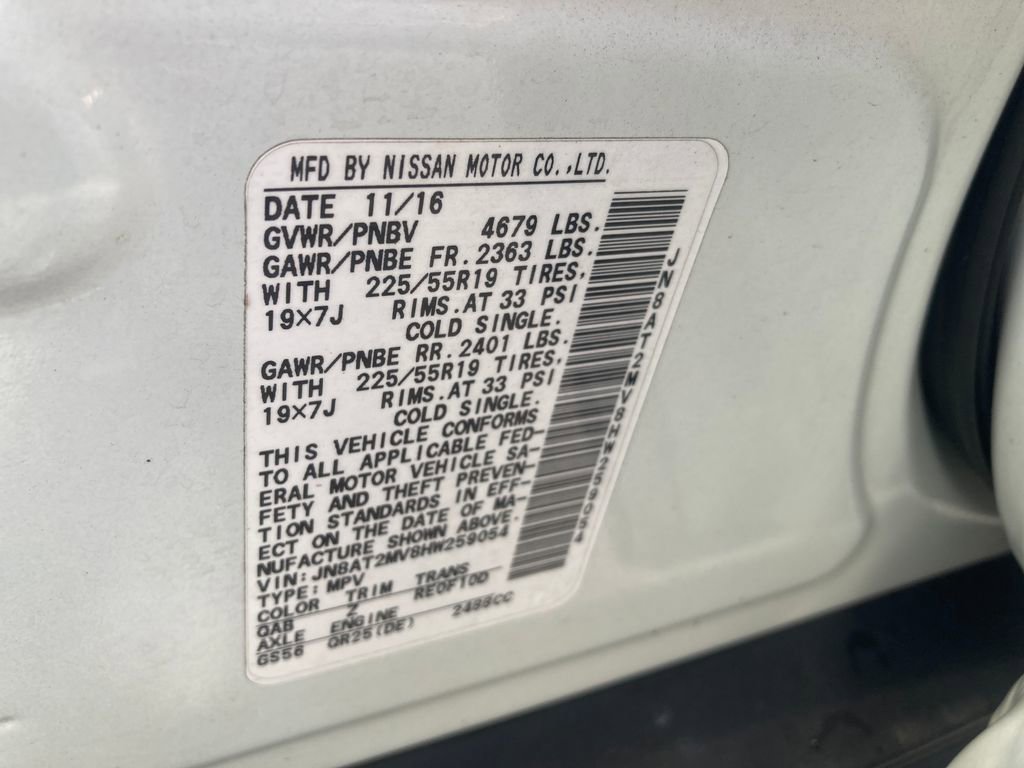 MFD BY NISSAN MOTOR CO.,LTD.
DATE 11/16
GVWR/PNBV 4679 LBS.
GAWR/PNBE FR. 2363 LBS.
WITH 225/55R19 TIRES,
19×7J RIMS.AT 33 PSI
COLD SINGLE.
GAWR/PNBE RR. 2401 LBS.
WITH 225/55R19 TIRES,
19×7J RIMS.AT 33 PSI
COLD SINGLE.
THIS VEHICLE CONFORMS
TO ALL APPLICABLE FED-
ERAL MOTOR VEHICLE SA-
FETY AND THEFT PREVEN-
TION STANDARDS IN EFF-
ECT ON THE DATE OF MA-
NUFACTURE SHOWN ABOVE.
VIN: JN8AT2MV8HW259054
TYPE: MPV
COLOR TRIM TRANS
QAB Z RE0F10D
AXLE ENGINE
GS56 QR25(DE) 2488CC
JN8AT2MV8HW259054